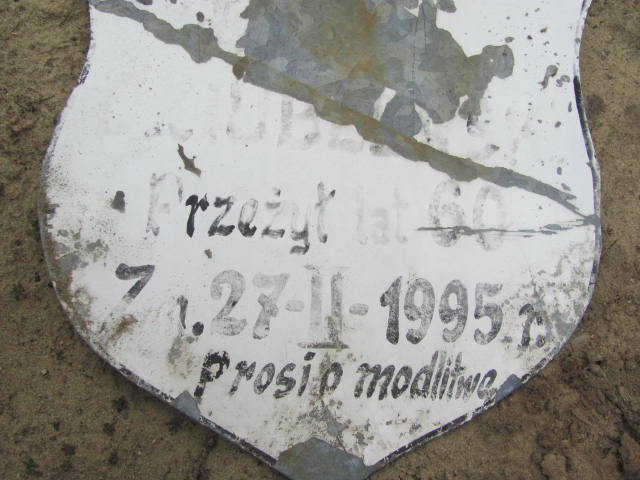 Przeżył lat 60
Z . 27-II-1995 r.
Prosi o modlitwę